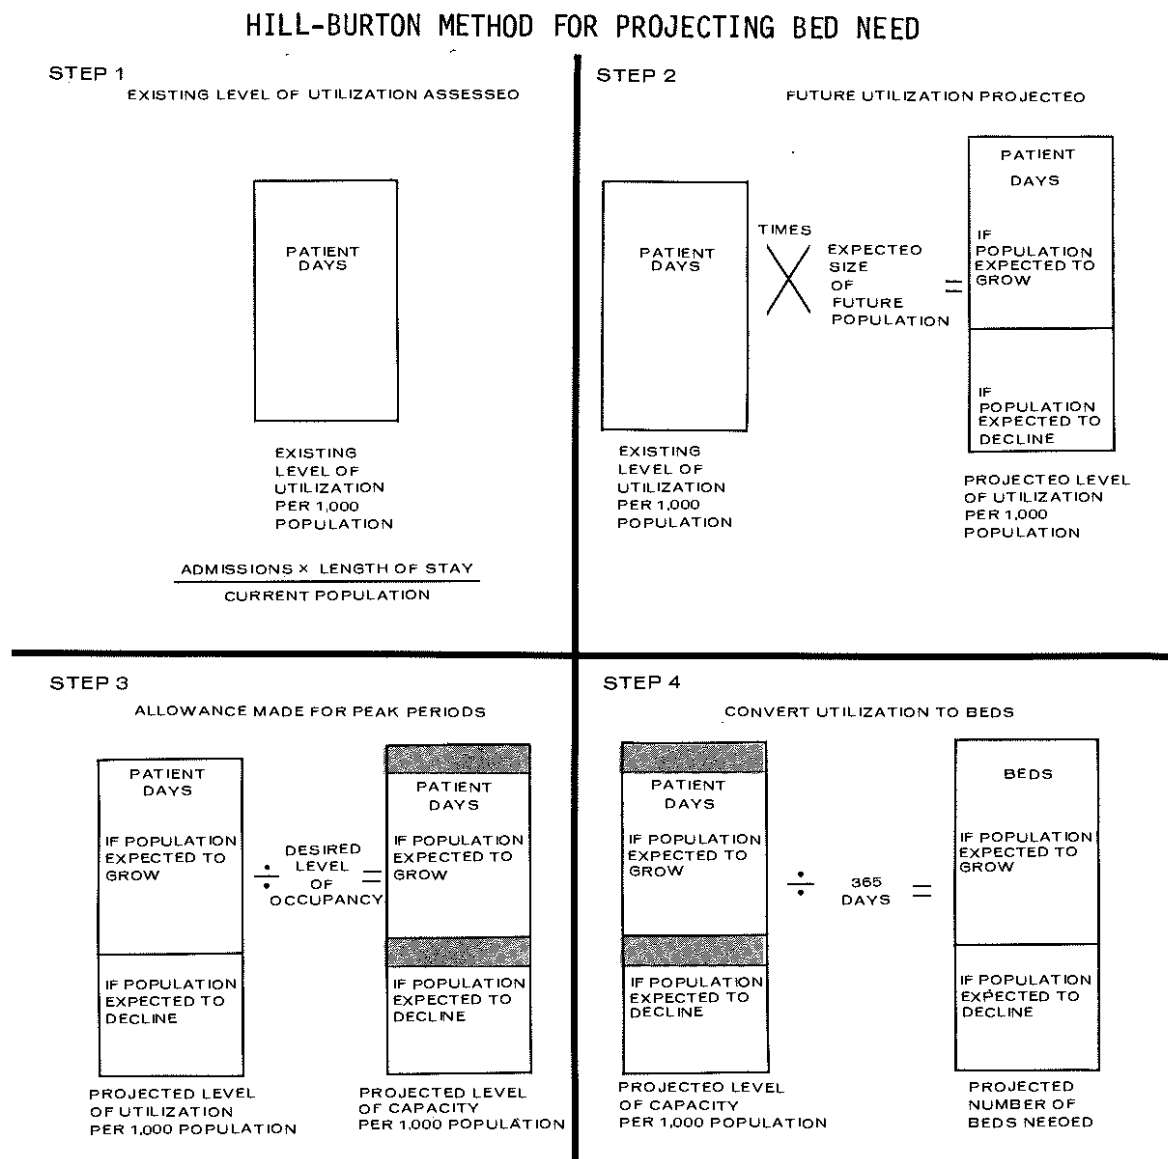 HILL-BURTON METHOD FOR PROJECTING BED NEED
STEP 1
EXISTING LEVEL OF UTILIZATION ASSESSEO
PATIENT
DAYS
EXISTING
LEVEL OF
UTILIZATION
PER 1,000
POPULATION
ADMISSIONS × LENGTH OF STAY
CURRENT POPULATION
STEP 2
FUTURE UTILIZATION PROJECTED
PATIENT
DAYS
EXISTING
LEVEL OF
UTILIZATION
PER 1,000
POPULATION
TIMES
EXPECTEO
SIZE
OF
FUTURE
POPULATION
=
PATIENT
DAYS
IF
POPULATION
EXPECTED TO
GROW
IF
POPULATION
EXPECTED TO
DECLINE
PROJECTED LEVEL
OF UTILIZATION
PER 1,000
POPULATION
STEP 3
ALLOWANCE MADE FOR PEAK PERIODS
PATIENT
DAYS
IF POPULATION
EXPECTED TO
GROW
IF POPULATION
EXPECTED TO
DECLINE
PROJECTED LEVEL
OF UTILIZATION
PER 1,000 POPULATION
÷
DESIRED
LEVEL
OF
OCCUPANCY
=
PATIENT
DAYS
IF POPULATION
EXPECTED TO
GROW
IF POPULATION
EXPECTED TO
DECLINE
PROJECTED LEVEL
OF CAPACITY
PER 1,000 POPULATION
STEP 4
CONVERT UTILIZATION TO BEDS
PATIENT
DAYS
IF POPULATION
EXPECTED TO
GROW
IF POPULATION
EXPECTED TO
DECLINE
PROJECTEO LEVEL
OF CAPACITY
PER 1,000 POPULATION
÷
365
DAYS
=
BEDS
IF POPULATION
EXPECTED TO
GROW
IF POPULATION
EXPECTED TO
DECLINE
PROJECTED
NUMBER OF
BEDS NEEOED